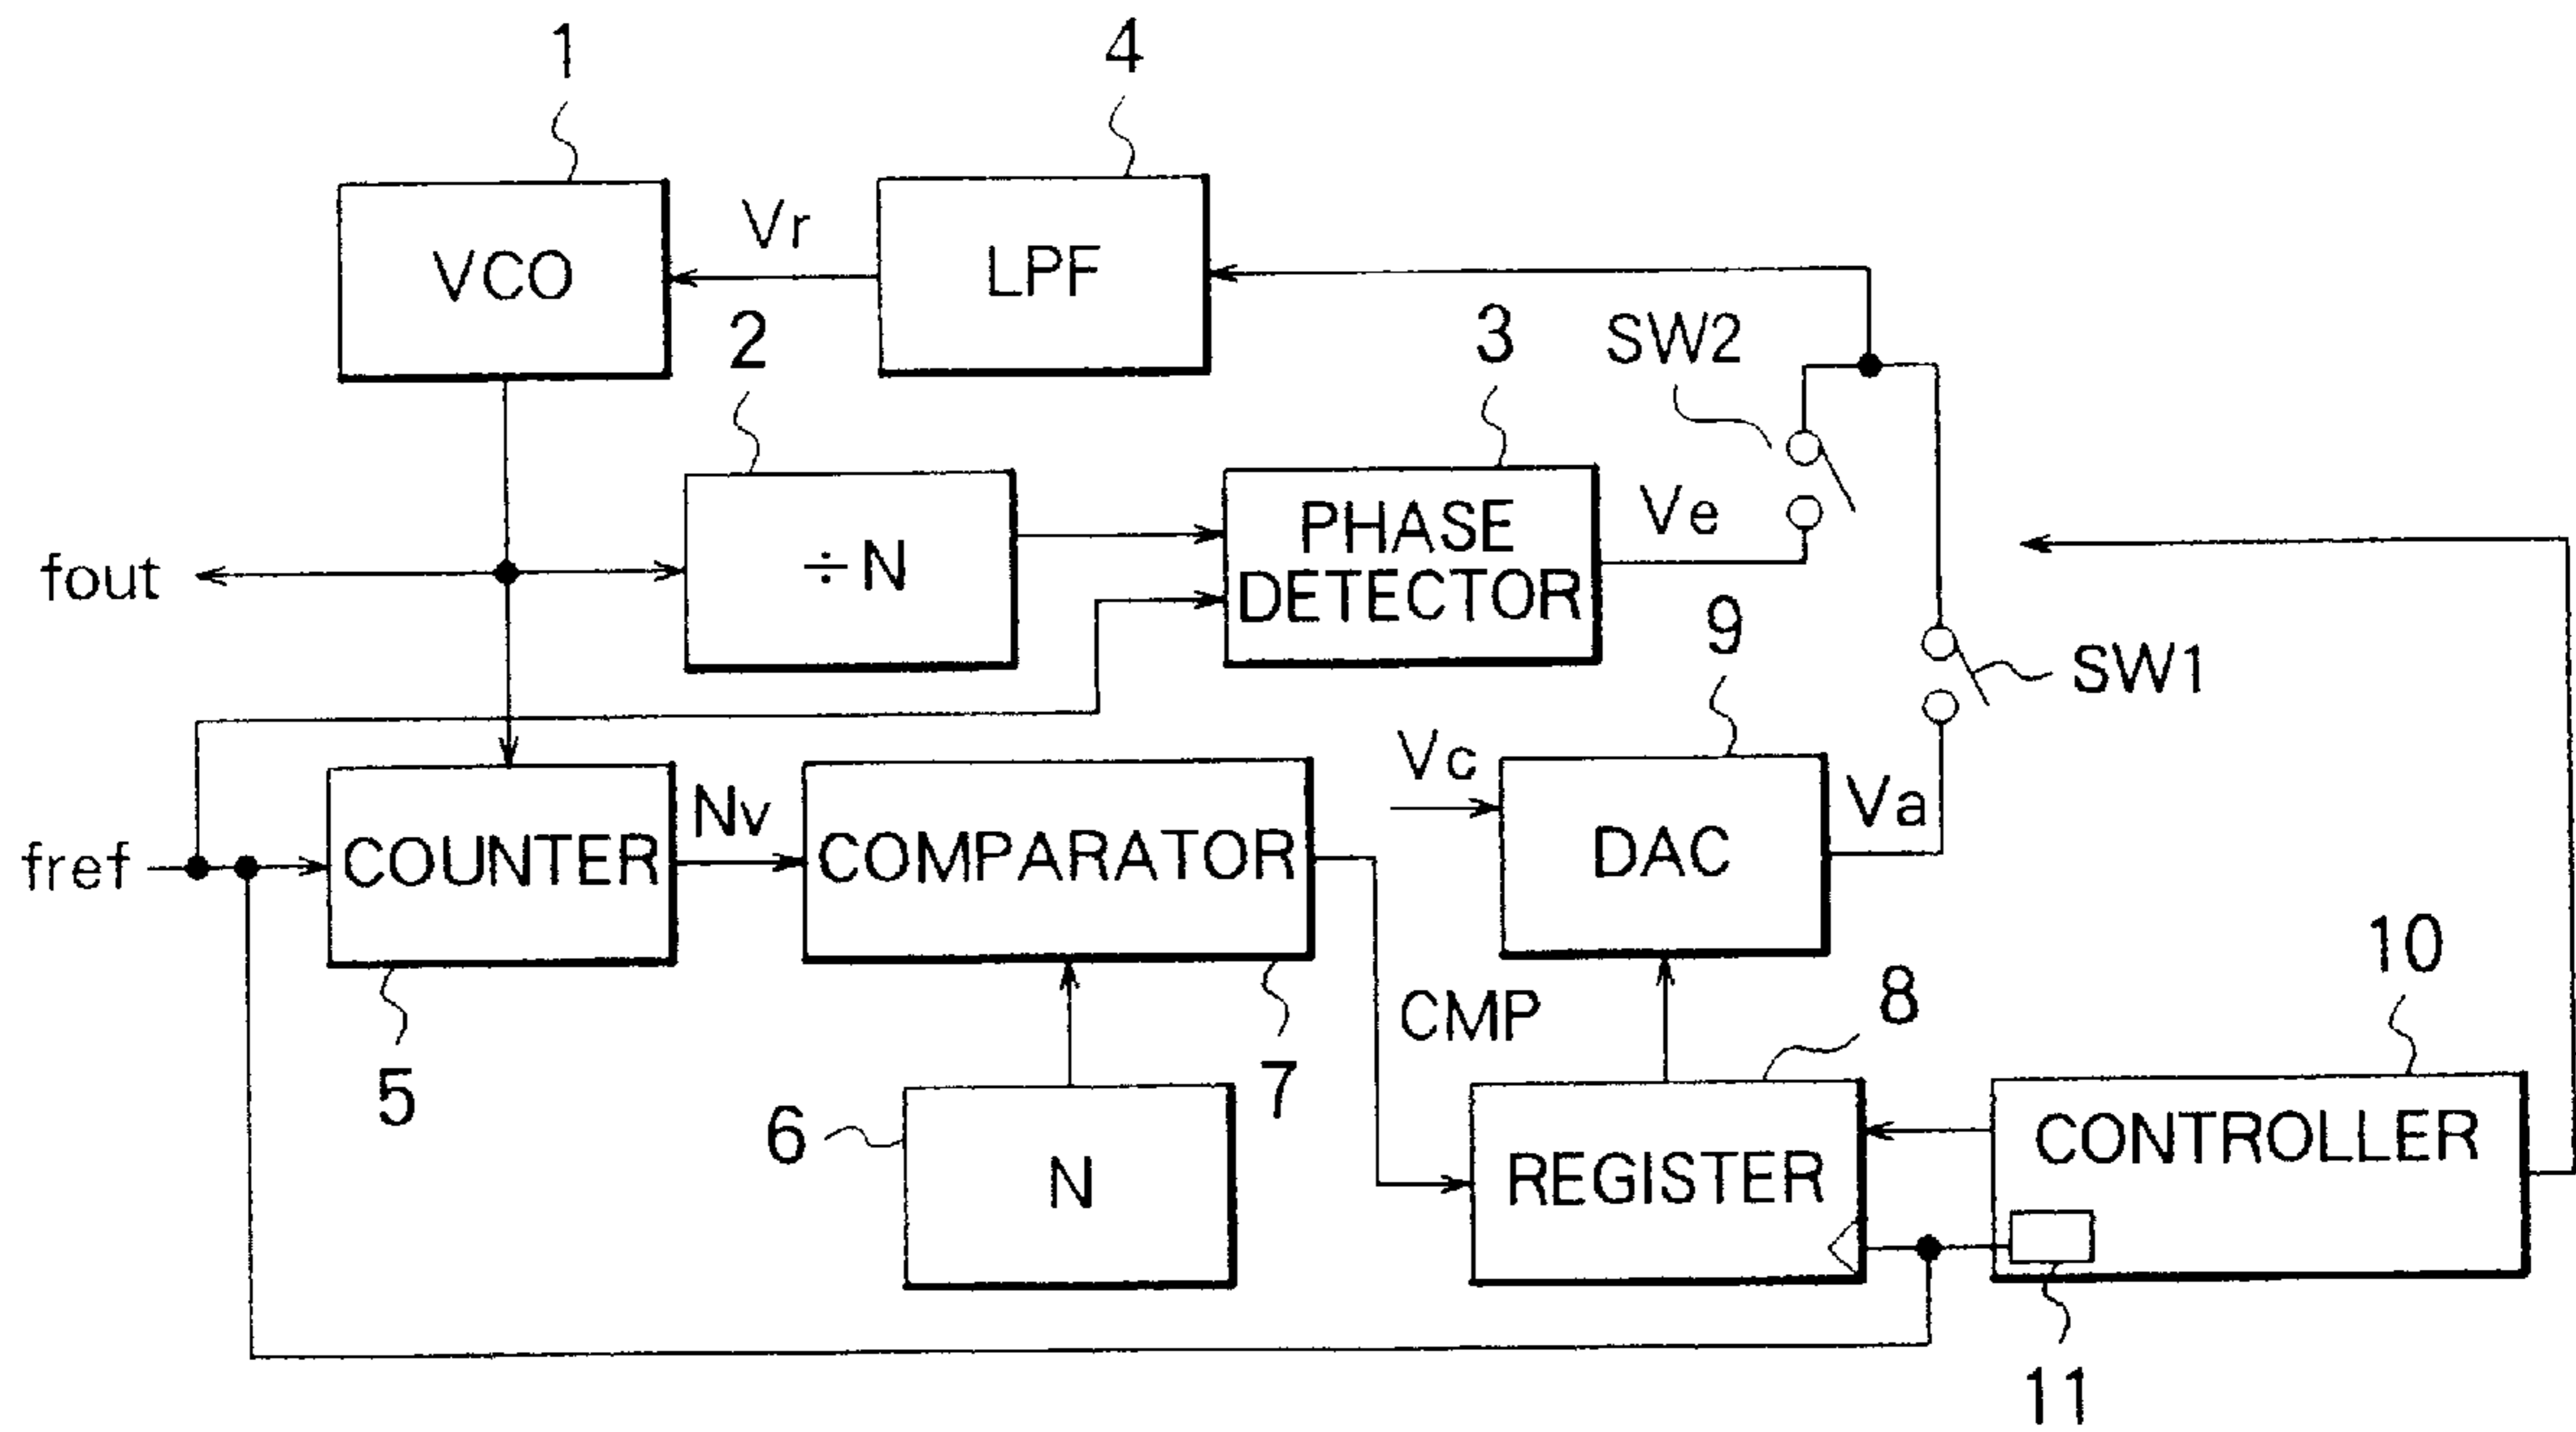 1
4
VCO
Vr
LPF
2
3
SW2
÷N
PHASE
DETECTOR
Ve
fout
9
SW1
Vc
Va
fref
COUNTER
Nv
COMPARATOR
DAC
10
CMP
8
5
6
N
7
REGISTER
CONTROLLER
11